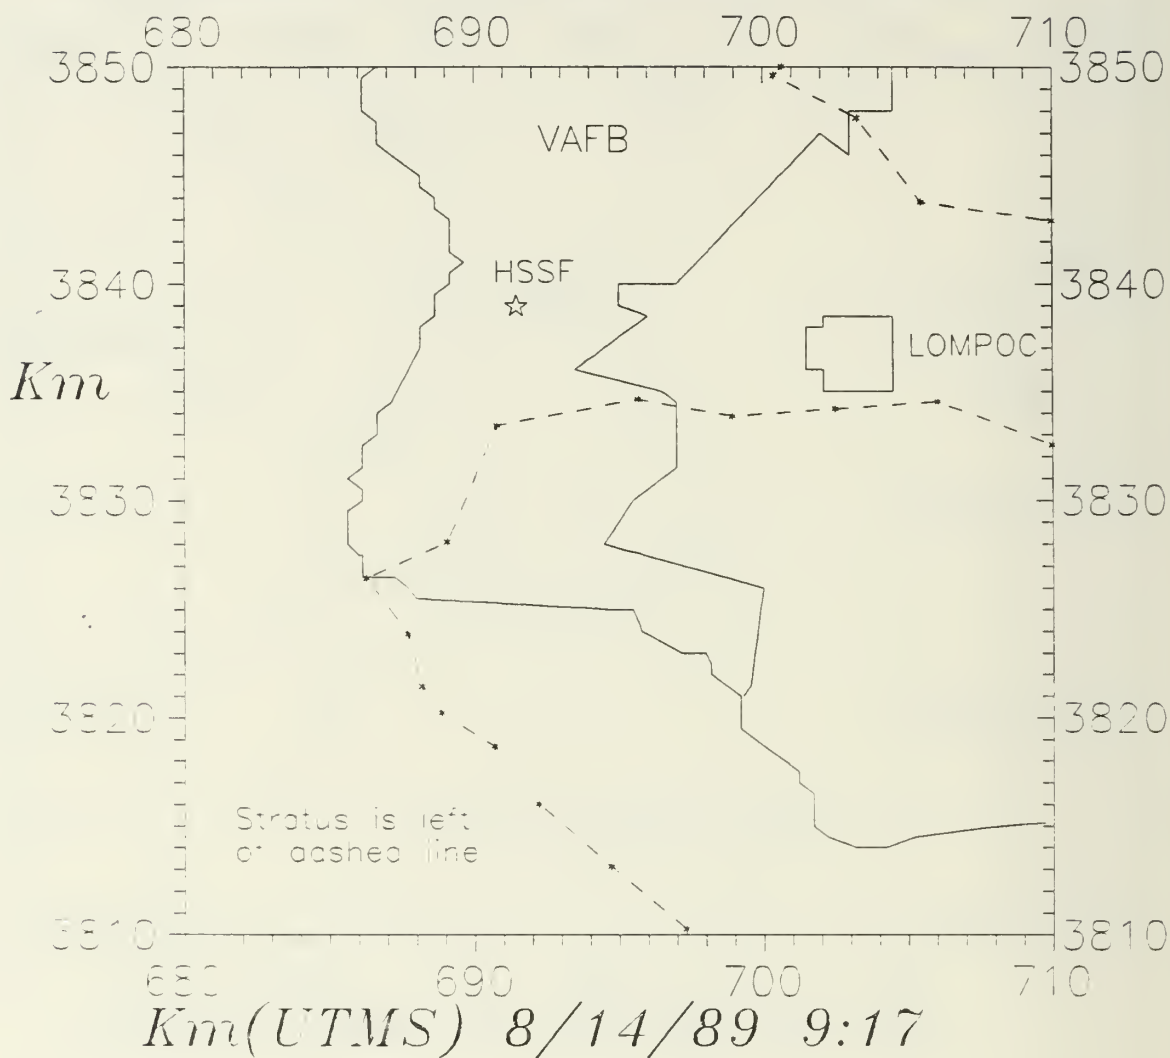 680 690 700 710
3850 3850
VAFB
HSSF
3840 3840
LOMPOC
Km
3830 3830
3820 3820
Stratus is left
of dashed line
3810 3810
680 690 700 710
Km(UTMS) 8/14/89 9:17